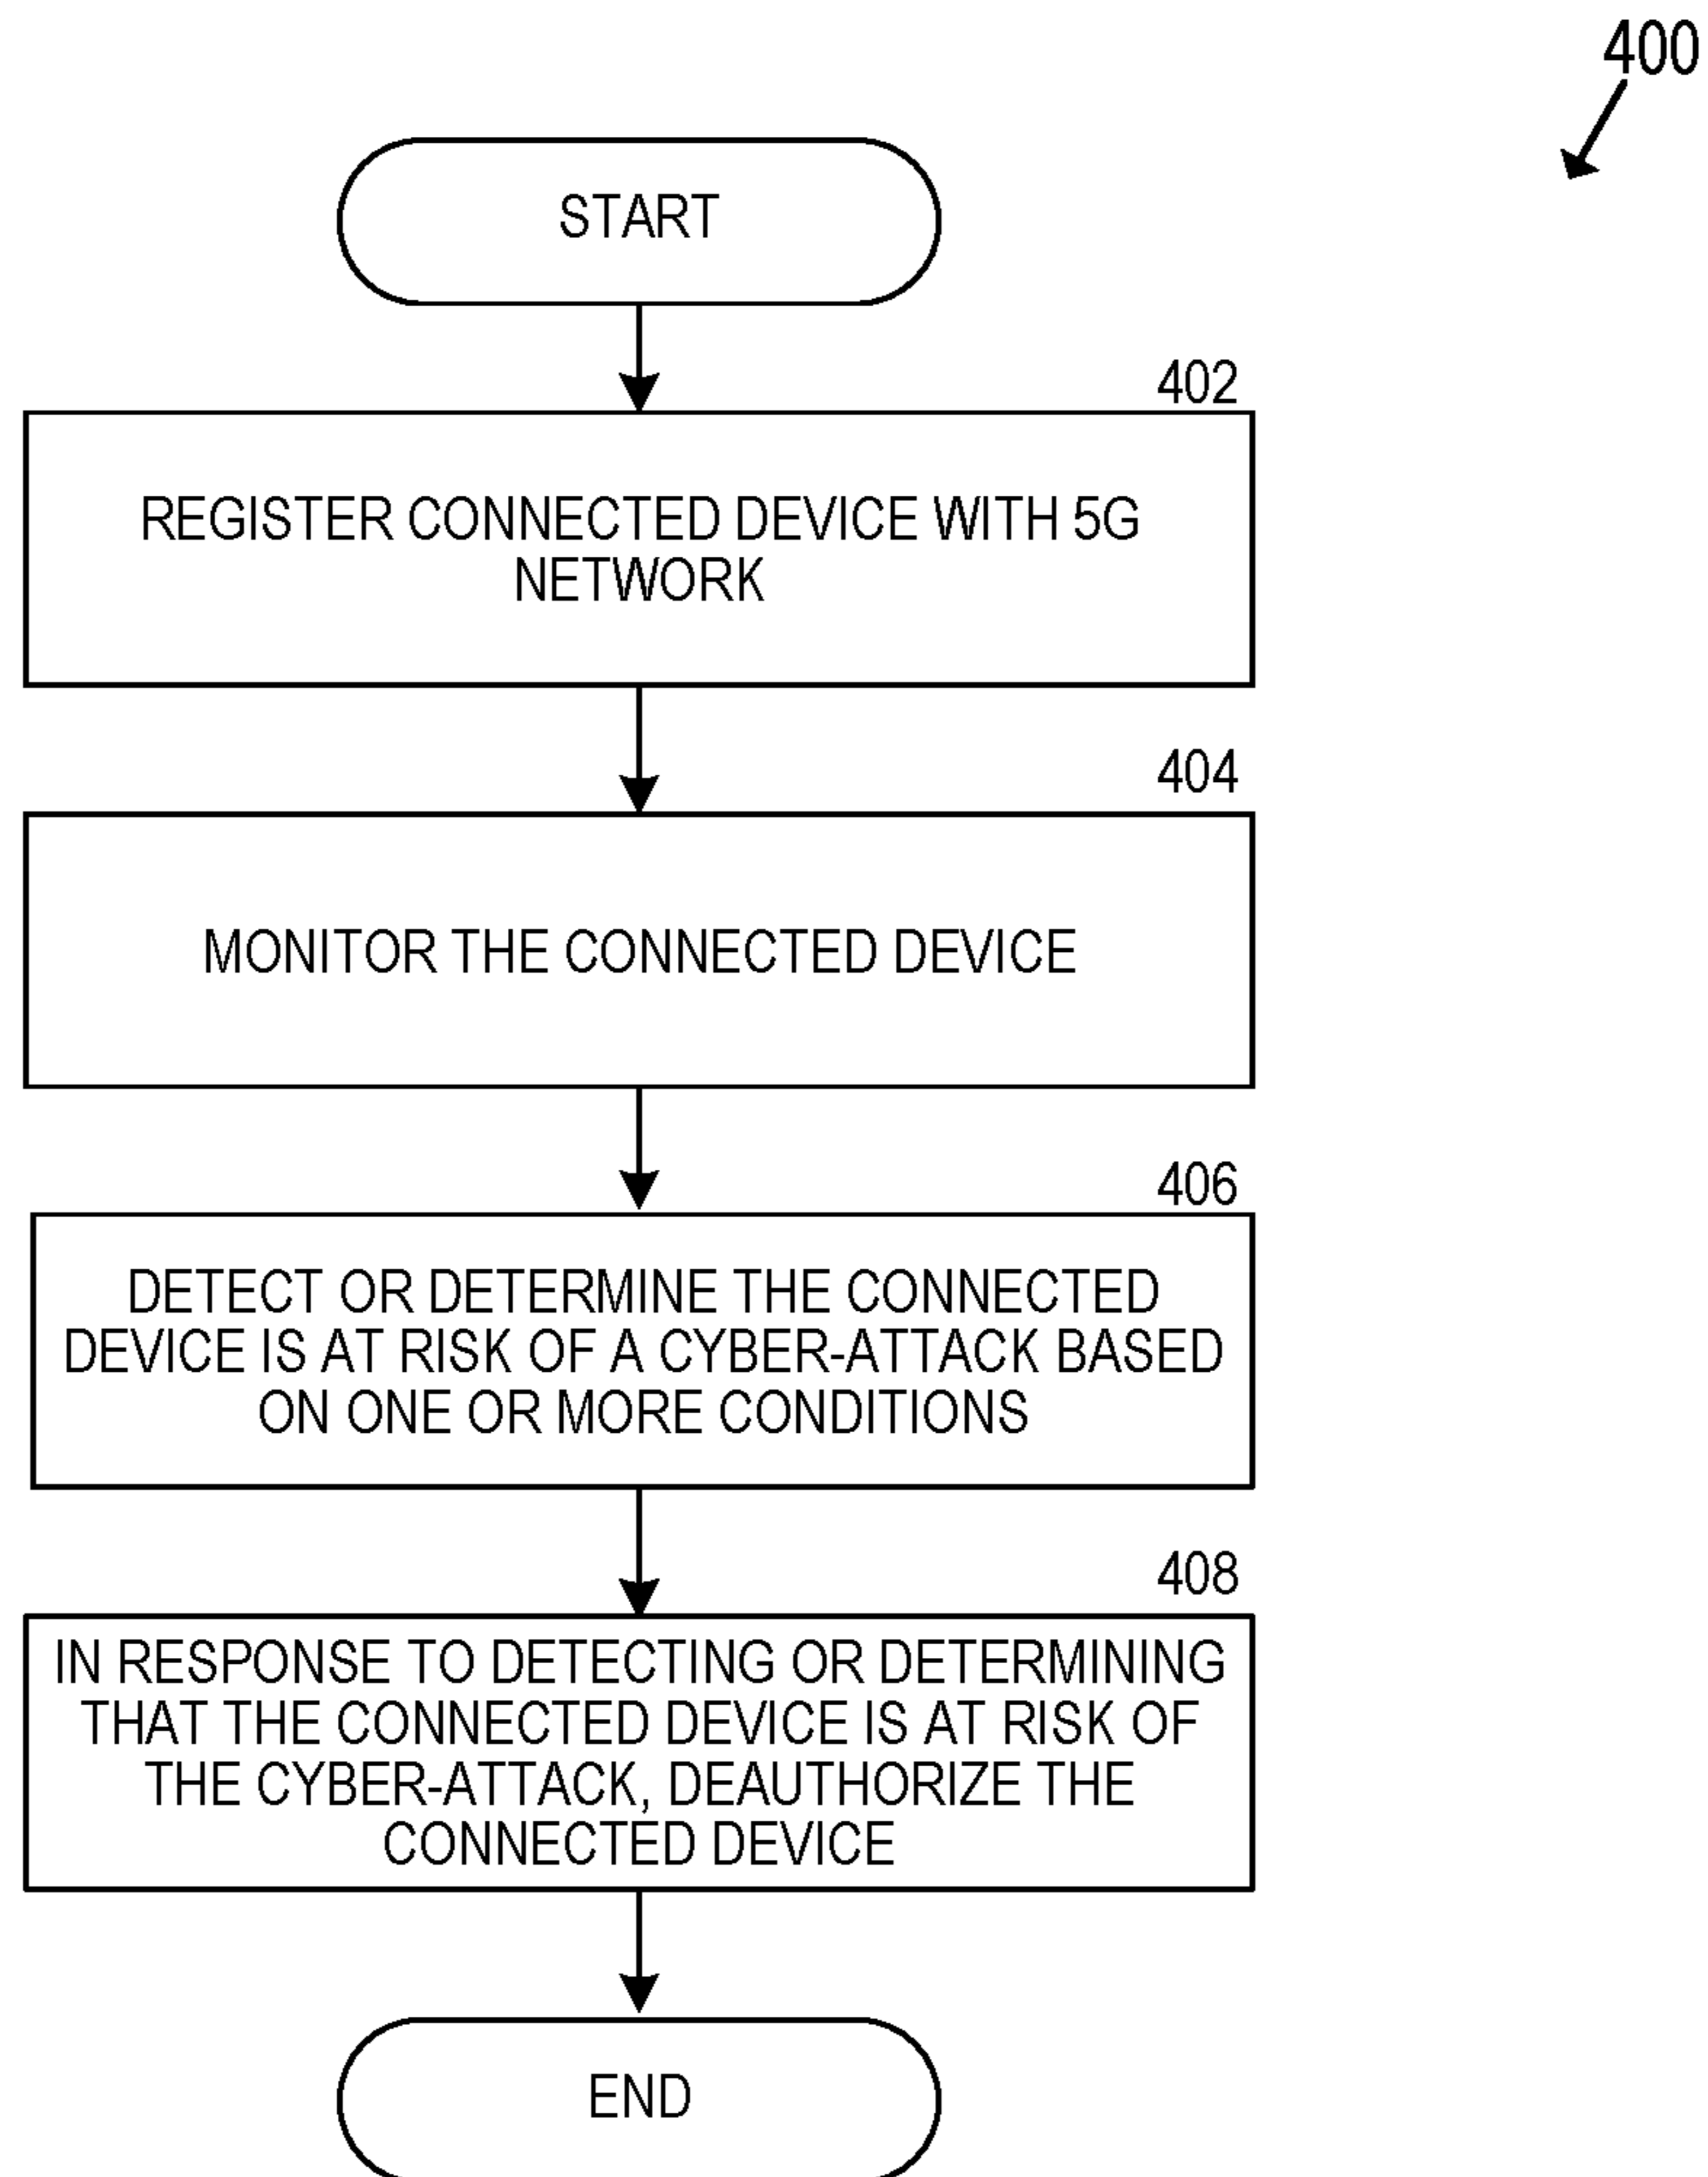 400
START
402
REGISTER CONNECTED DEVICE WITH 5G
NETWORK
404
MONITOR THE CONNECTED DEVICE
406
DETECT OR DETERMINE THE CONNECTED
DEVICE IS AT RISK OF A CYBER-ATTACK BASED
ON ONE OR MORE CONDITIONS
408
IN RESPONSE TO DETECTING OR DETERMINING
THAT THE CONNECTED DEVICE IS AT RISK OF
THE CYBER-ATTACK, DEAUTHORIZE THE
CONNECTED DEVICE
END